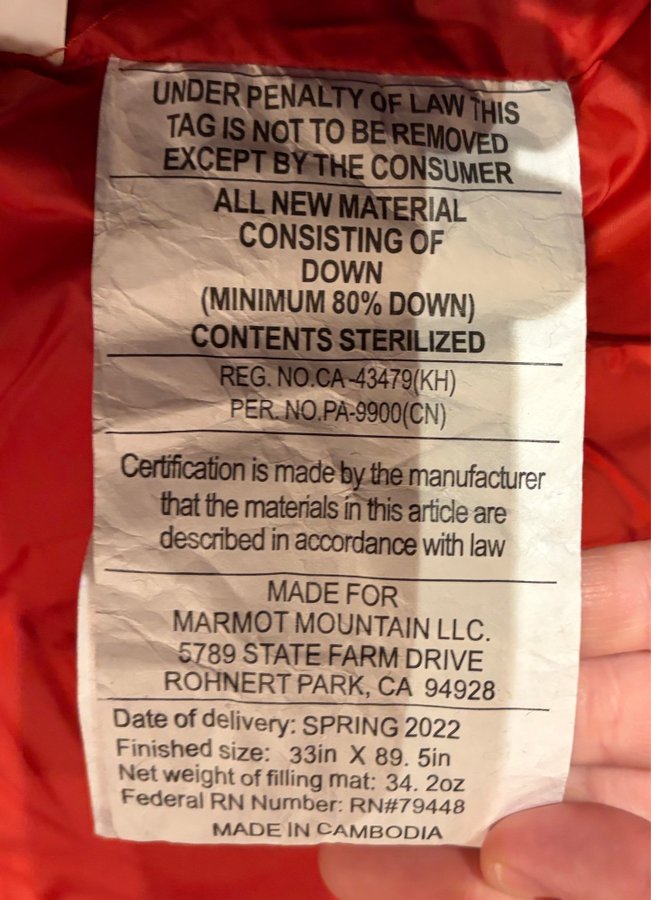 UNDER PENALTY OF LAW THIS
TAG IS NOT TO BE REMOVED
EXCEPT BY THE CONSUMER
ALL NEW MATERIAL
CONSISTING OF
DOWN
(MINIMUM 80% DOWN)
CONTENTS STERILIZED
REG. NO.CA-43479(KH)
PER. NO.PA-9900(CN)
Certification is made by the manufacturer
that the materials in this article are
described in accordance with law
MADE FOR
MARMOT MOUNTAIN LLC.
5789 STATE FARM DRIVE
ROHNERT PARK, CA 94928
Date of delivery: SPRING 2022
Finished size: 33in X 89. 5in
Net weight of filling mat: 34. 2oz
Federal RN Number: RN#79448
MADE IN CAMBODIA